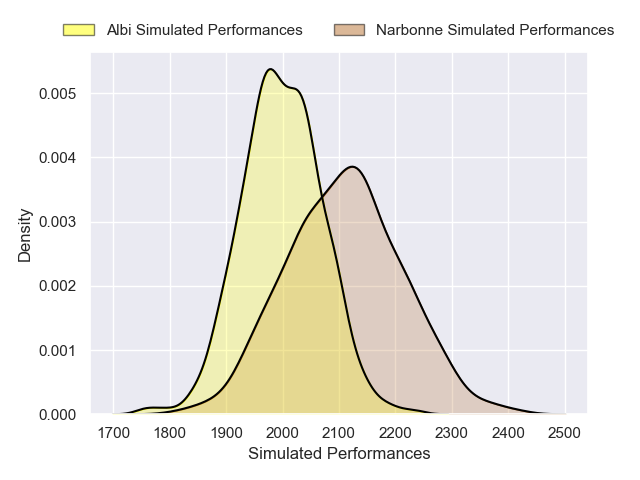 Albi Simulated Performances
Narbonne Simulated Performances
0.005
0.004
0.003
0.002
0.001
0.000
Density
1700 1800 1900 2000 2100 2200 2300 2400 2500
Simulated Performances